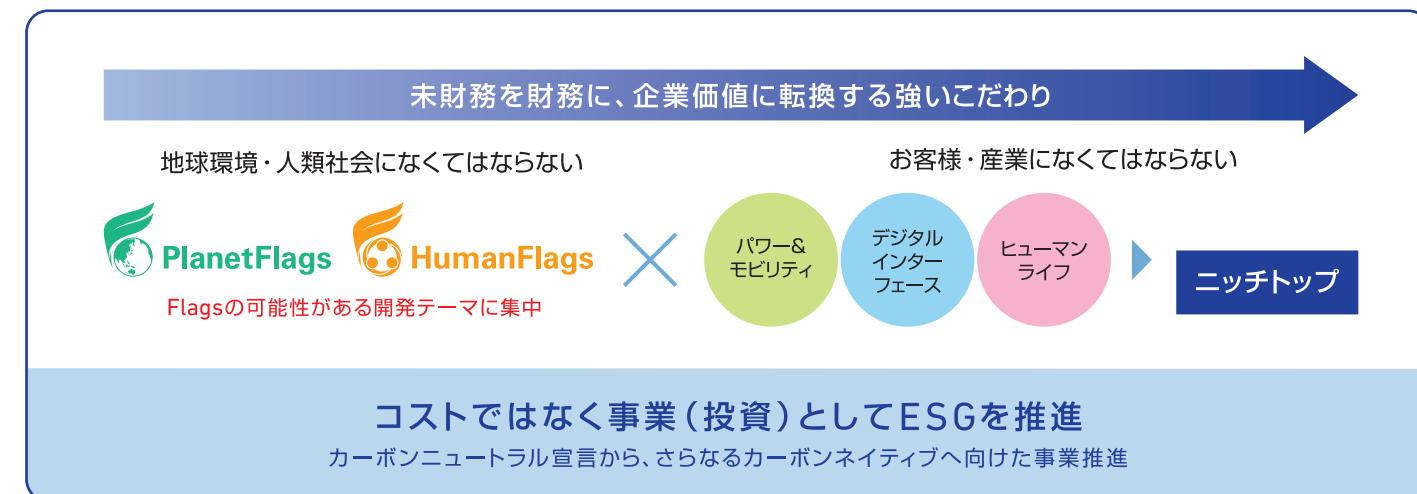 未財務を財務に、企業価値に転換する強いこだわり
地球環境・人類社会になくてはならない
PlanetFlags
HumanFlags
Flagsの可能性がある開発テーマに集中
×
お客様・産業になくてはならない
パワー&
モビリティ
デジタル
インター
フェース
ヒューマン
ライフ
ニッチトップ
コストではなく事業（投資）としてESGを推進
カーボンニュートラル宣言から、さらなるカーボンネイティブへ向けた事業推進